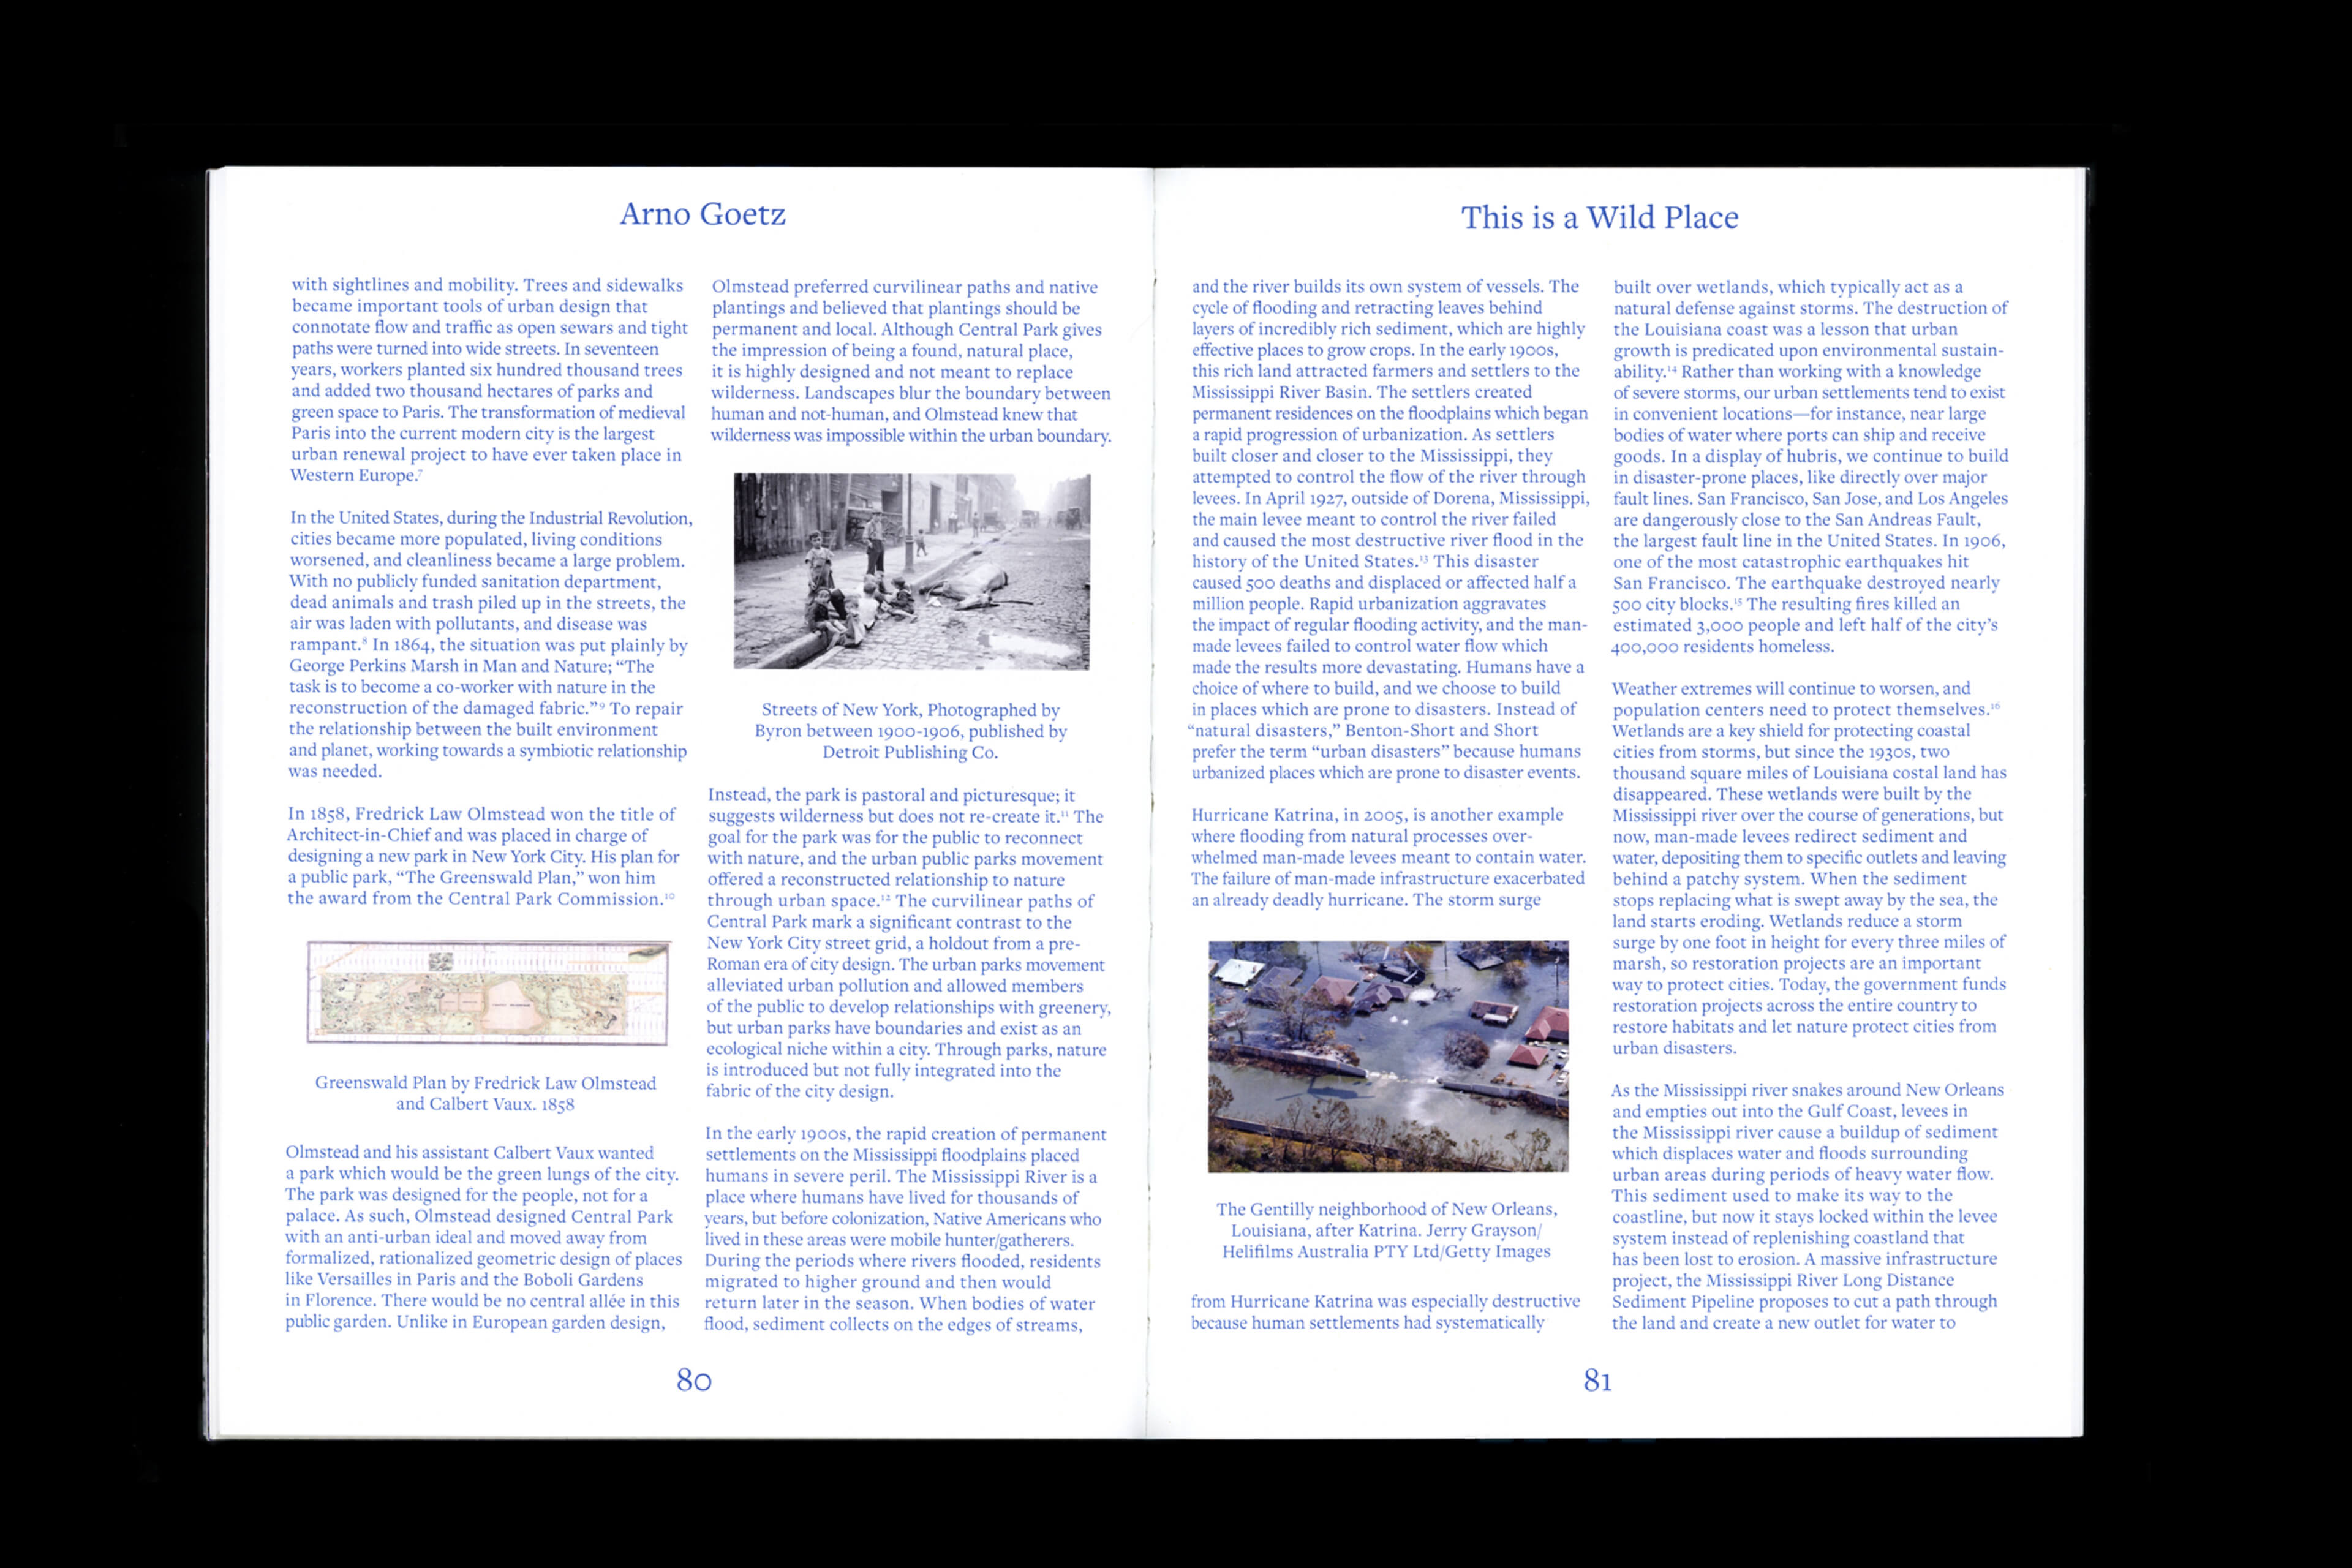 Arno Goetz
with sightlines and mobility. Trees and sidewalks
became important tools of urban design that
connotate flow and traffic as open sewars and tight
paths were turned into wide streets. In seventeen
years, workers planted six hundred thousand trees
and added two thousand hectares of parks and
green space to Paris. The transformation of medieval
Paris into the current modern city is the largest
urban renewal project to have ever taken place in
Western Europe.⁷
In the United States, during the Industrial Revolution,
cities became more populated, living conditions
worsened, and cleanliness became a large problem.
With no publicly funded sanitation department,
dead animals and trash piled up in the streets, the
air was laden with pollutants, and disease was
rampant.⁸ In 1864, the situation was put plainly by
George Perkins Marsh in Man and Nature; “The
task is to become a co-worker with nature in the
reconstruction of the damaged fabric.”⁹ To repair
the relationship between the built environment
and planet, working towards a symbiotic relationship
was needed.
In 1858, Fredrick Law Olmstead won the title of
Architect-in-Chief and was placed in charge of
designing a new park in New York City. His plan for
a public park, “The Greenswald Plan,” won him
the award from the Central Park Commission.¹⁰
Greenswald Plan by Fredrick Law Olmstead
and Calbert Vaux. 1858
Olmstead and his assistant Calbert Vaux wanted
a park which would be the green lungs of the city.
The park was designed for the people, not for a
palace. As such, Olmstead designed Central Park
with an anti-urban ideal and moved away from
formalized, rationalized geometric design of places
like Versailles in Paris and the Boboli Gardens
in Florence. There would be no central allée in this
public garden. Unlike in European garden design,
Olmstead preferred curvilinear paths and native
plantings and believed that plantings should be
permanent and local. Although Central Park gives
the impression of being a found, natural place,
it is highly designed and not meant to replace
wilderness. Landscapes blur the boundary between
human and not-human, and Olmstead knew that
wilderness was impossible within the urban boundary.
Streets of New York, Photographed by
Byron between 1900-1906, published by
Detroit Publishing Co.
Instead, the park is pastoral and picturesque; it
suggests wilderness but does not re-create it.¹¹ The
goal for the park was for the public to reconnect
with nature, and the urban public parks movement
offered a reconstructed relationship to nature
through urban space.¹² The curvilinear paths of
Central Park mark a significant contrast to the
New York City street grid, a holdout from a pre-
Roman era of city design. The urban parks movement
alleviated urban pollution and allowed members
of the public to develop relationships with greenery,
but urban parks have boundaries and exist as an
ecological niche within a city. Through parks, nature
is introduced but not fully integrated into the
fabric of the city design.
In the early 1900s, the rapid creation of permanent
settlements on the Mississippi floodplains placed
humans in severe peril. The Mississippi River is a
place where humans have lived for thousands of
years, but before colonization, Native Americans who
lived in these areas were mobile hunter/gatherers.
During the periods where rivers flooded, residents
migrated to higher ground and then would
return later in the season. When bodies of water
flood, sediment collects on the edges of streams,
80
This is a Wild Place
and the river builds its own system of vessels. The
cycle of flooding and retracting leaves behind
layers of incredibly rich sediment, which are highly
effective places to grow crops. In the early 1900s,
this rich land attracted farmers and settlers to the
Mississippi River Basin. The settlers created
permanent residences on the floodplains which began
a rapid progression of urbanization. As settlers
built closer and closer to the Mississippi, they
attempted to control the flow of the river through
levees. In April 1927, outside of Dorena, Mississippi,
the main levee meant to control the river failed
and caused the most destructive river flood in the
history of the United States.¹³ This disaster
caused 500 deaths and displaced or affected half a
million people. Rapid urbanization aggravates
the impact of regular flooding activity, and the man-
made levees failed to control water flow which
made the results more devastating. Humans have a
choice of where to build, and we choose to build
in places which are prone to disasters. Instead of
“natural disasters,” Benton-Short and Short
prefer the term “urban disasters” because humans
urbanized places which are prone to disaster events.
Hurricane Katrina, in 2005, is another example
where flooding from natural processes over-
whelmed man-made levees meant to contain water.
The failure of man-made infrastructure exacerbated
an already deadly hurricane. The storm surge
The Gentilly neighborhood of New Orleans,
Louisiana, after Katrina. Jerry Grayson/
Helifilms Australia PTY Ltd/Getty Images
from Hurricane Katrina was especially destructive
because human settlements had systematically
built over wetlands, which typically act as a
natural defense against storms. The destruction of
the Louisiana coast was a lesson that urban
growth is predicated upon environmental sustain-
ability.¹⁴ Rather than working with a knowledge
of severe storms, our urban settlements tend to exist
in convenient locations—for instance, near large
bodies of water where ports can ship and receive
goods. In a display of hubris, we continue to build
in disaster-prone places, like directly over major
fault lines. San Francisco, San Jose, and Los Angeles
are dangerously close to the San Andreas Fault,
the largest fault line in the United States. In 1906,
one of the most catastrophic earthquakes hit
San Francisco. The earthquake destroyed nearly
500 city blocks.¹⁵ The resulting fires killed an
estimated 3,000 people and left half of the city’s
400,000 residents homeless.
Weather extremes will continue to worsen, and
population centers need to protect themselves.¹⁶
Wetlands are a key shield for protecting coastal
cities from storms, but since the 1930s, two
thousand square miles of Louisiana costal land has
disappeared. These wetlands were built by the
Mississippi river over the course of generations, but
now, man-made levees redirect sediment and
water, depositing them to specific outlets and leaving
behind a patchy system. When the sediment
stops replacing what is swept away by the sea, the
land starts eroding. Wetlands reduce a storm
surge by one foot in height for every three miles of
marsh, so restoration projects are an important
way to protect cities. Today, the government funds
restoration projects across the entire country to
restore habitats and let nature protect cities from
urban disasters.
As the Mississippi river snakes around New Orleans
and empties out into the Gulf Coast, levees in
the Mississippi river cause a buildup of sediment
which displaces water and floods surrounding
urban areas during periods of heavy water flow.
This sediment used to make its way to the
coastline, but now it stays locked within the levee
system instead of replenishing coastland that
has been lost to erosion. A massive infrastructure
project, the Mississippi River Long Distance
Sediment Pipeline proposes to cut a path through
the land and create a new outlet for water to
81